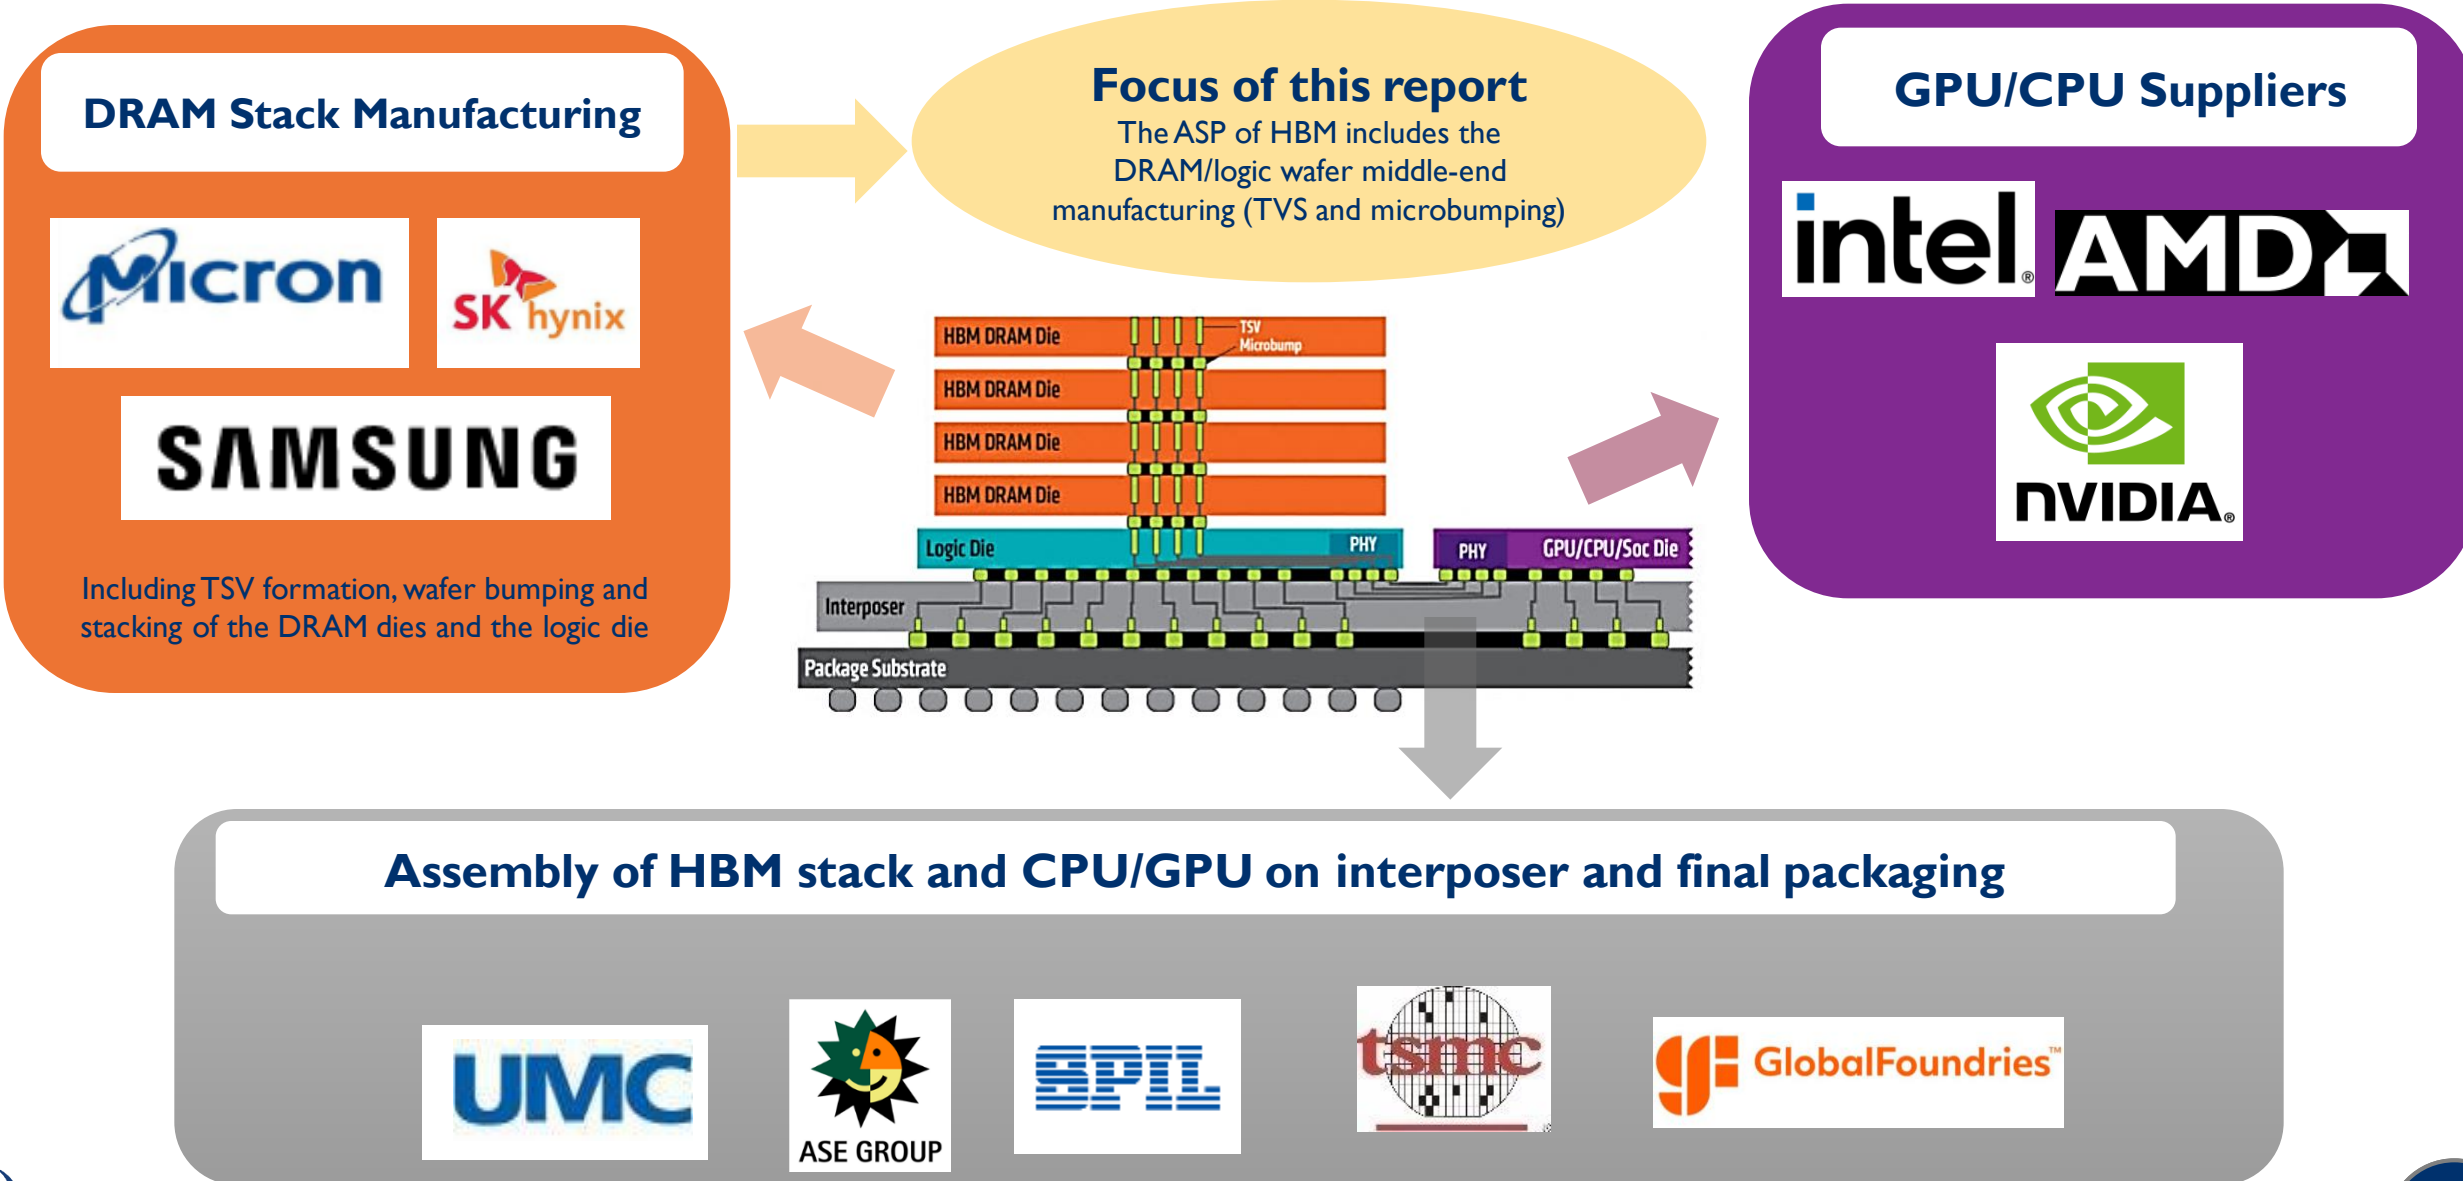 DRAM Stack Manufacturing
Micron
SK hynix
SAMSUNG
Including TSV formation, wafer bumping and
stacking of the DRAM dies and the logic die
Focus of this report
The ASP of HBM includes the
DRAM/logic wafer middle-end
manufacturing (TVS and microbumping)
GPU/CPU Suppliers
intel®
AMD
NVIDIA®
HBM DRAM Die
TSV
Microbump
HBM DRAM Die
HBM DRAM Die
HBM DRAM Die
Logic Die
PHY
PHY
GPU/CPU/Soc Die
Interposer
Package Substrate
Assembly of HBM stack and CPU/GPU on interposer and final packaging
UMC
ASE GROUP
SPIL
tsmc
GF GlobalFoundries™